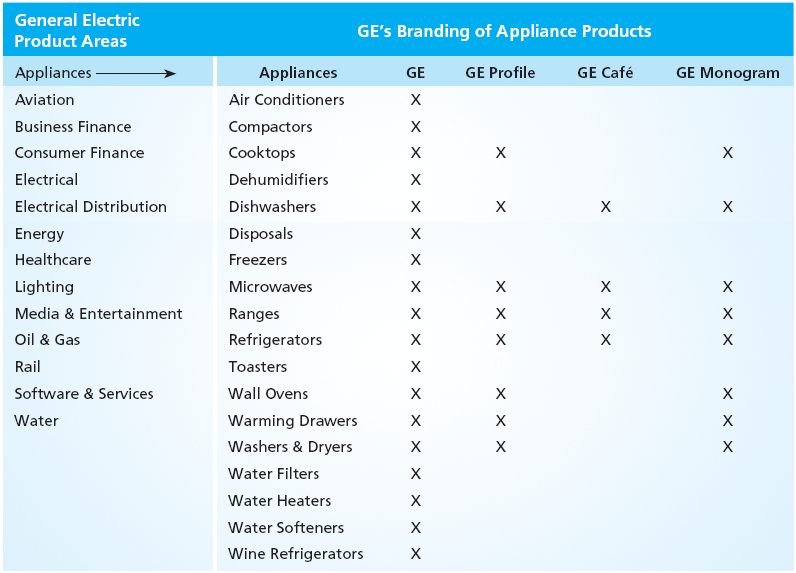 General Electric
Product Areas
GE’s Branding of Appliance Products
Appliances Appliances GE GE Profile GE Café GE Monogram
Aviation Air Conditioners X
Business Finance Compactors X
Consumer Finance Cooktops X X X
Electrical Dehumidifiers X
Electrical Distribution Dishwashers X X X X
Energy Disposals X
Healthcare Freezers X
Lighting Microwaves X X X X
Media & Entertainment Ranges X X X X
Oil & Gas Refrigerators X X X X
Rail Toasters X
Software & Services Wall Ovens X X X
Water Warming Drawers X X X
Washers & Dryers X X X
Water Filters X
Water Heaters X
Water Softeners X
Wine Refrigerators X